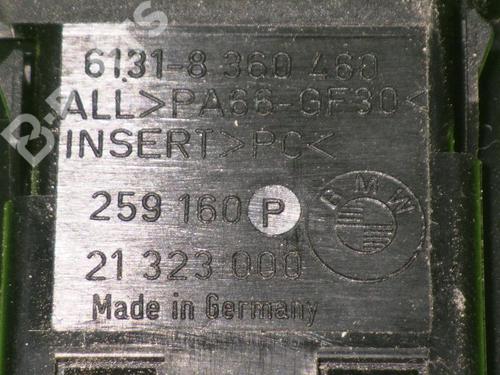 6131-8 360 460
ALL>PA66-GF30<
INSERT>PC<
259 160 P
BMW
21 323 000
Made in Germany